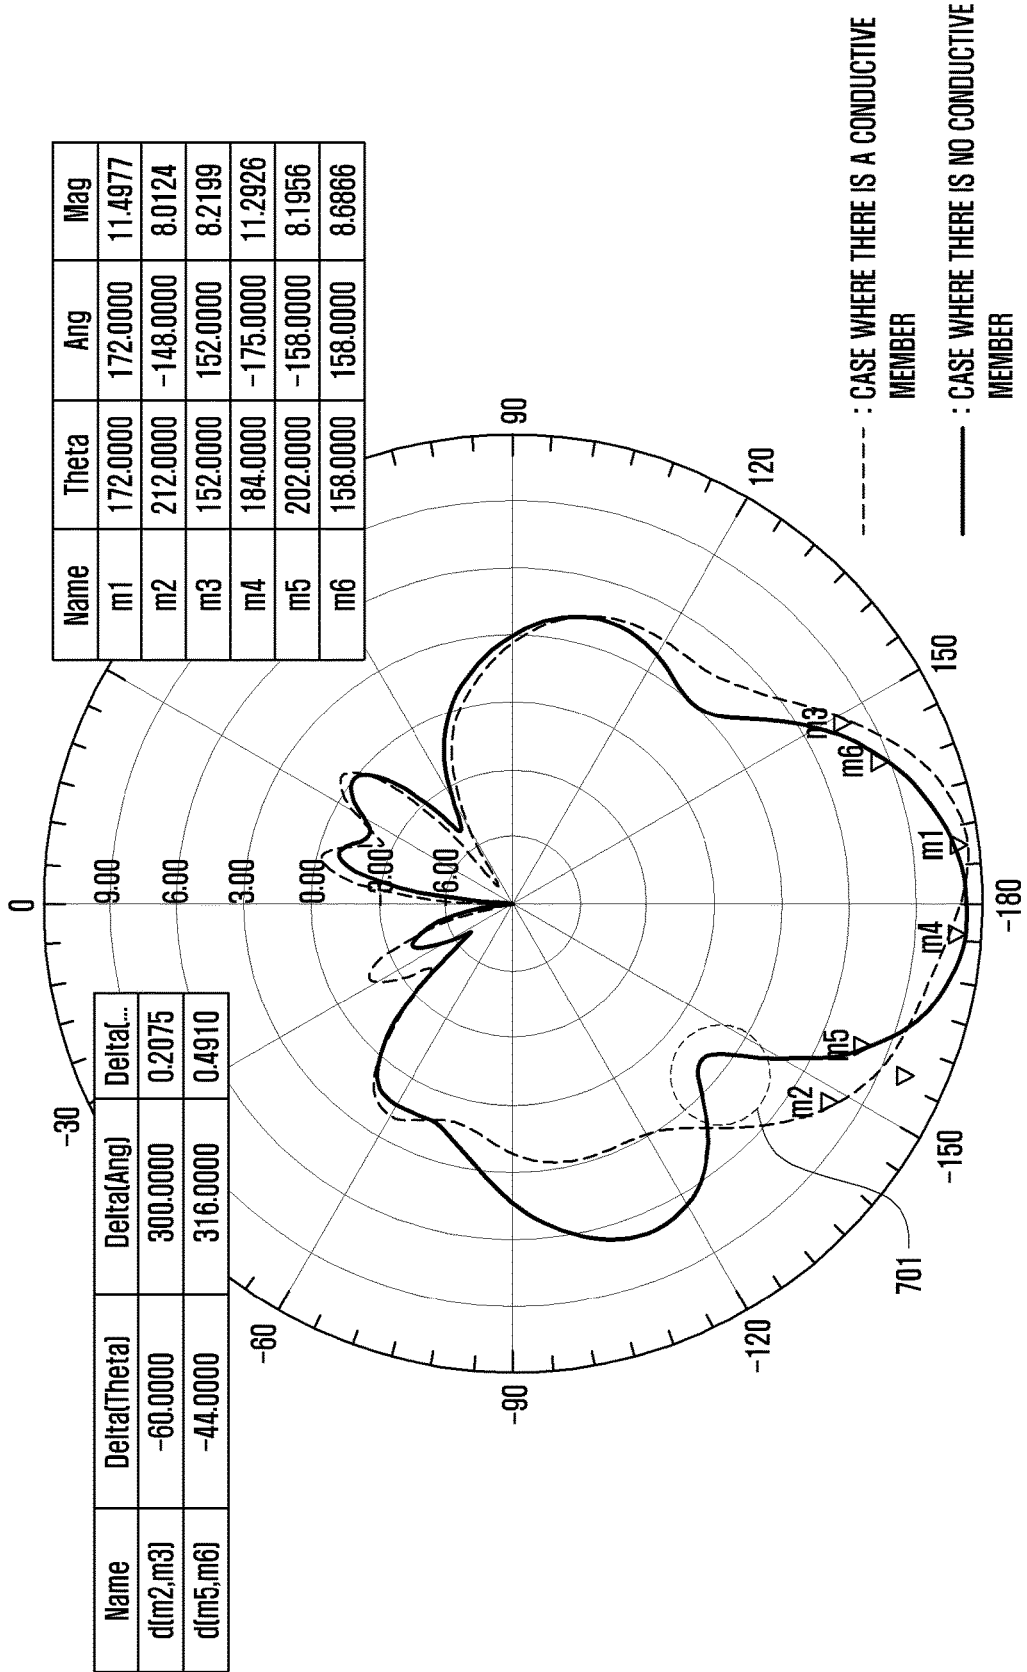 Name Delta(Theta) Delta(Ang) Delta(...
d(m2,m3) -60.0000 300.0000 0.2075
d(m5,m6) -44.0000 316.0000 0.4910
Name Theta Ang Mag
m1 172.0000 172.0000 11.4977
m2 212.0000 -148.0000 8.0124
m3 152.0000 152.0000 8.2199
m4 184.0000 -175.0000 11.2926
m5 202.0000 -158.0000 8.1956
m6 158.0000 158.0000 8.6866
0
-30
-60
-90
-120
-150
-180
150
120
90
9.00
6.00
3.00
0.00
-3.00
-6.00
m2
m5
m4
m1
m6
m3
701
: CASE WHERE THERE IS A CONDUCTIVE
MEMBER
: CASE WHERE THERE IS NO CONDUCTIVE
MEMBER